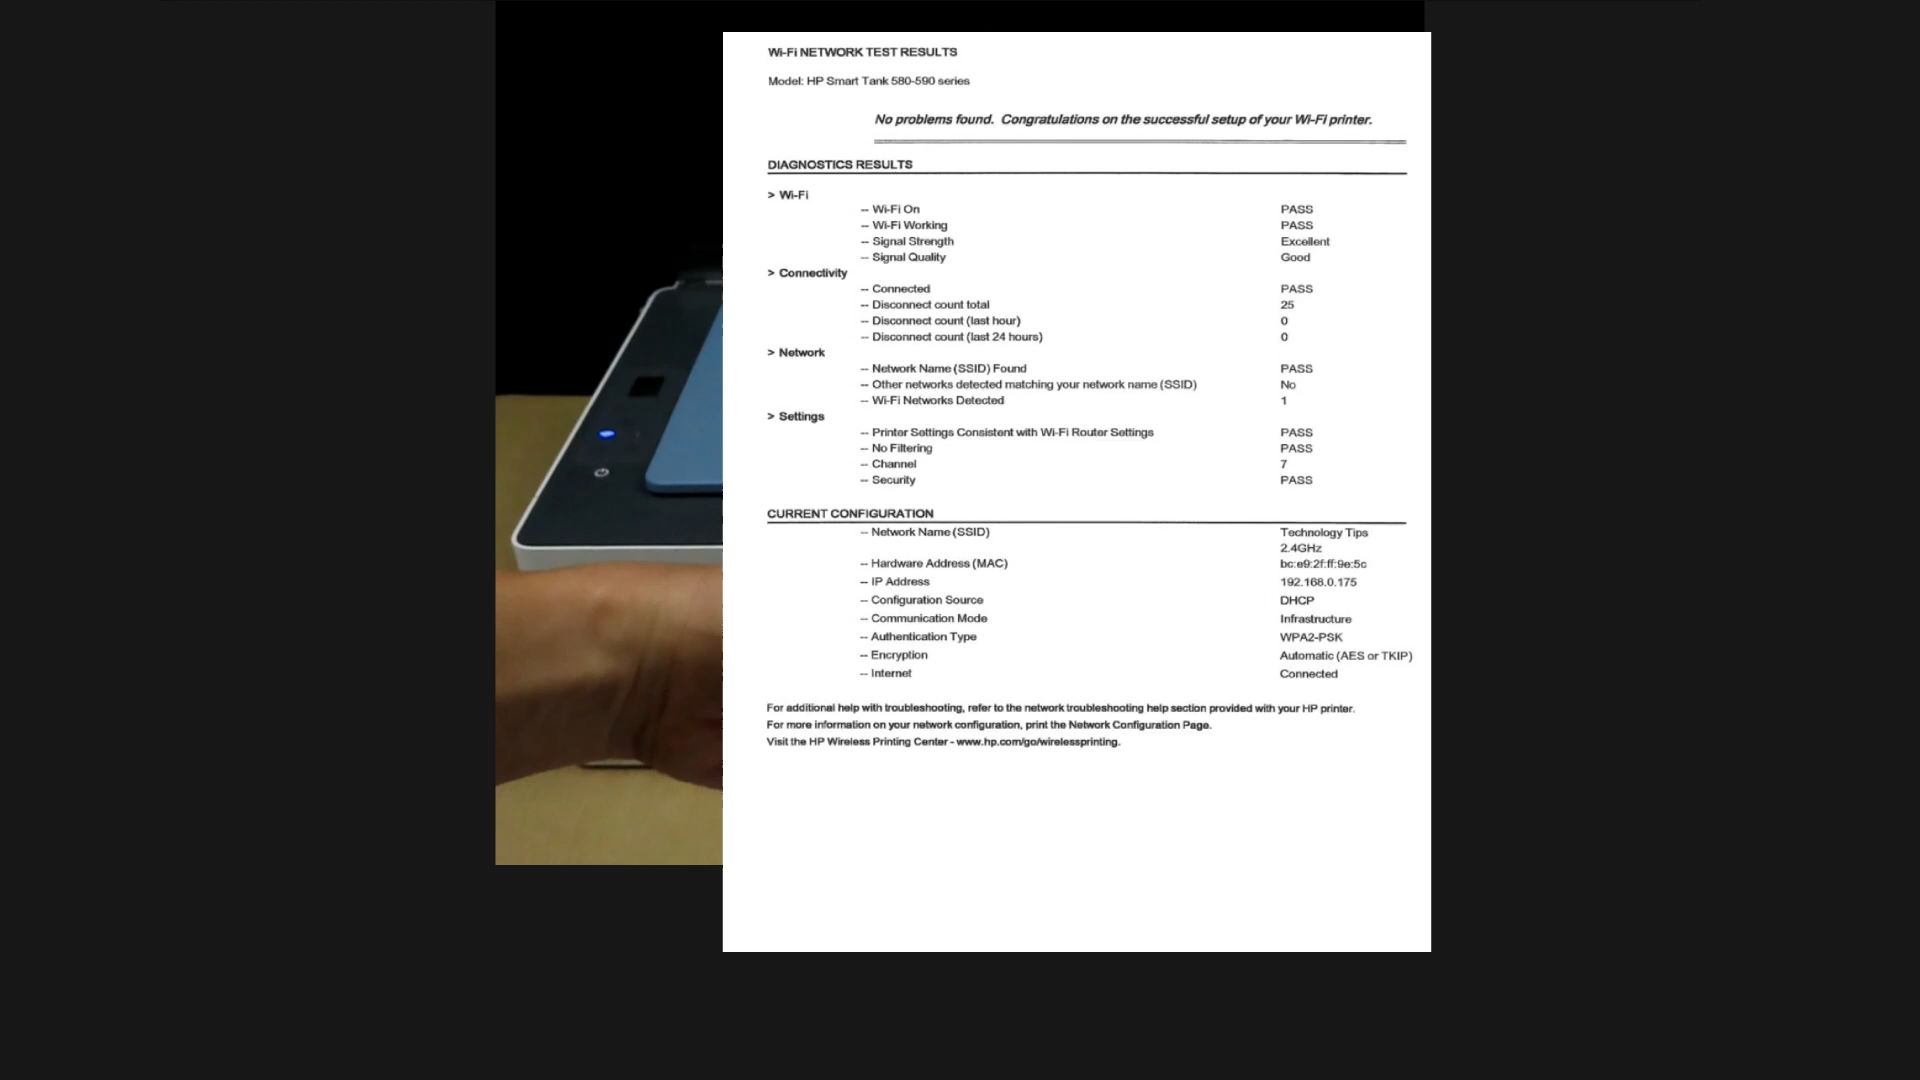 Wi-Fi NETWORK TEST RESULTS
Model: HP Smart Tank 580-590 series
No problems found. Congratulations on the successful setup of your Wi-Fi printer.
DIAGNOSTICS RESULTS
> Wi-Fi
-- Wi-Fi On PASS
-- Wi-Fi Working PASS
-- Signal Strength Excellent
-- Signal Quality Good
> Connectivity
-- Connected PASS
-- Disconnect count total 25
-- Disconnect count (last hour) 0
-- Disconnect count (last 24 hours) 0
> Network
-- Network Name (SSID) Found PASS
-- Other networks detected matching your network name (SSID) No
-- Wi-Fi Networks Detected 1
> Settings
-- Printer Settings Consistent with Wi-Fi Router Settings PASS
-- No Filtering PASS
-- Channel 7
-- Security PASS
CURRENT CONFIGURATION
-- Network Name (SSID) Technology Tips
2.4GHz
-- Hardware Address (MAC) bc:e9:2f:ff:9e:5c
-- IP Address 192.168.0.175
-- Configuration Source DHCP
-- Communication Mode Infrastructure
-- Authentication Type WPA2-PSK
-- Encryption Automatic (AES or TKIP)
-- Internet Connected
For additional help with troubleshooting, refer to the network troubleshooting help section provided with your HP printer.
For more information on your network configuration, print the Network Configuration Page.
Visit the HP Wireless Printing Center - www.hp.com/go/wirelessprinting.